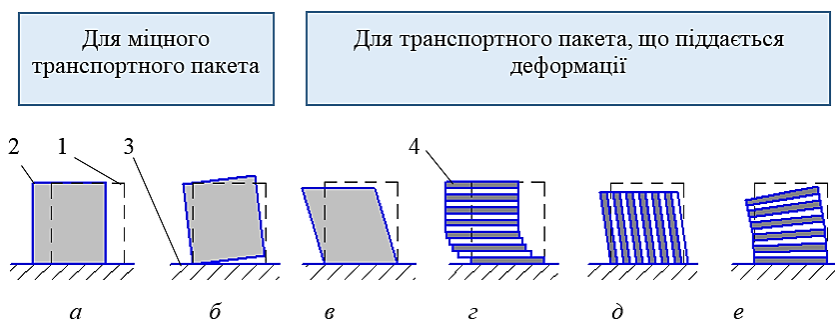 Для міцного
транспортного пакета
Для транспортного пакета, що піддається
деформації
2 1 3 4
а б в г д е